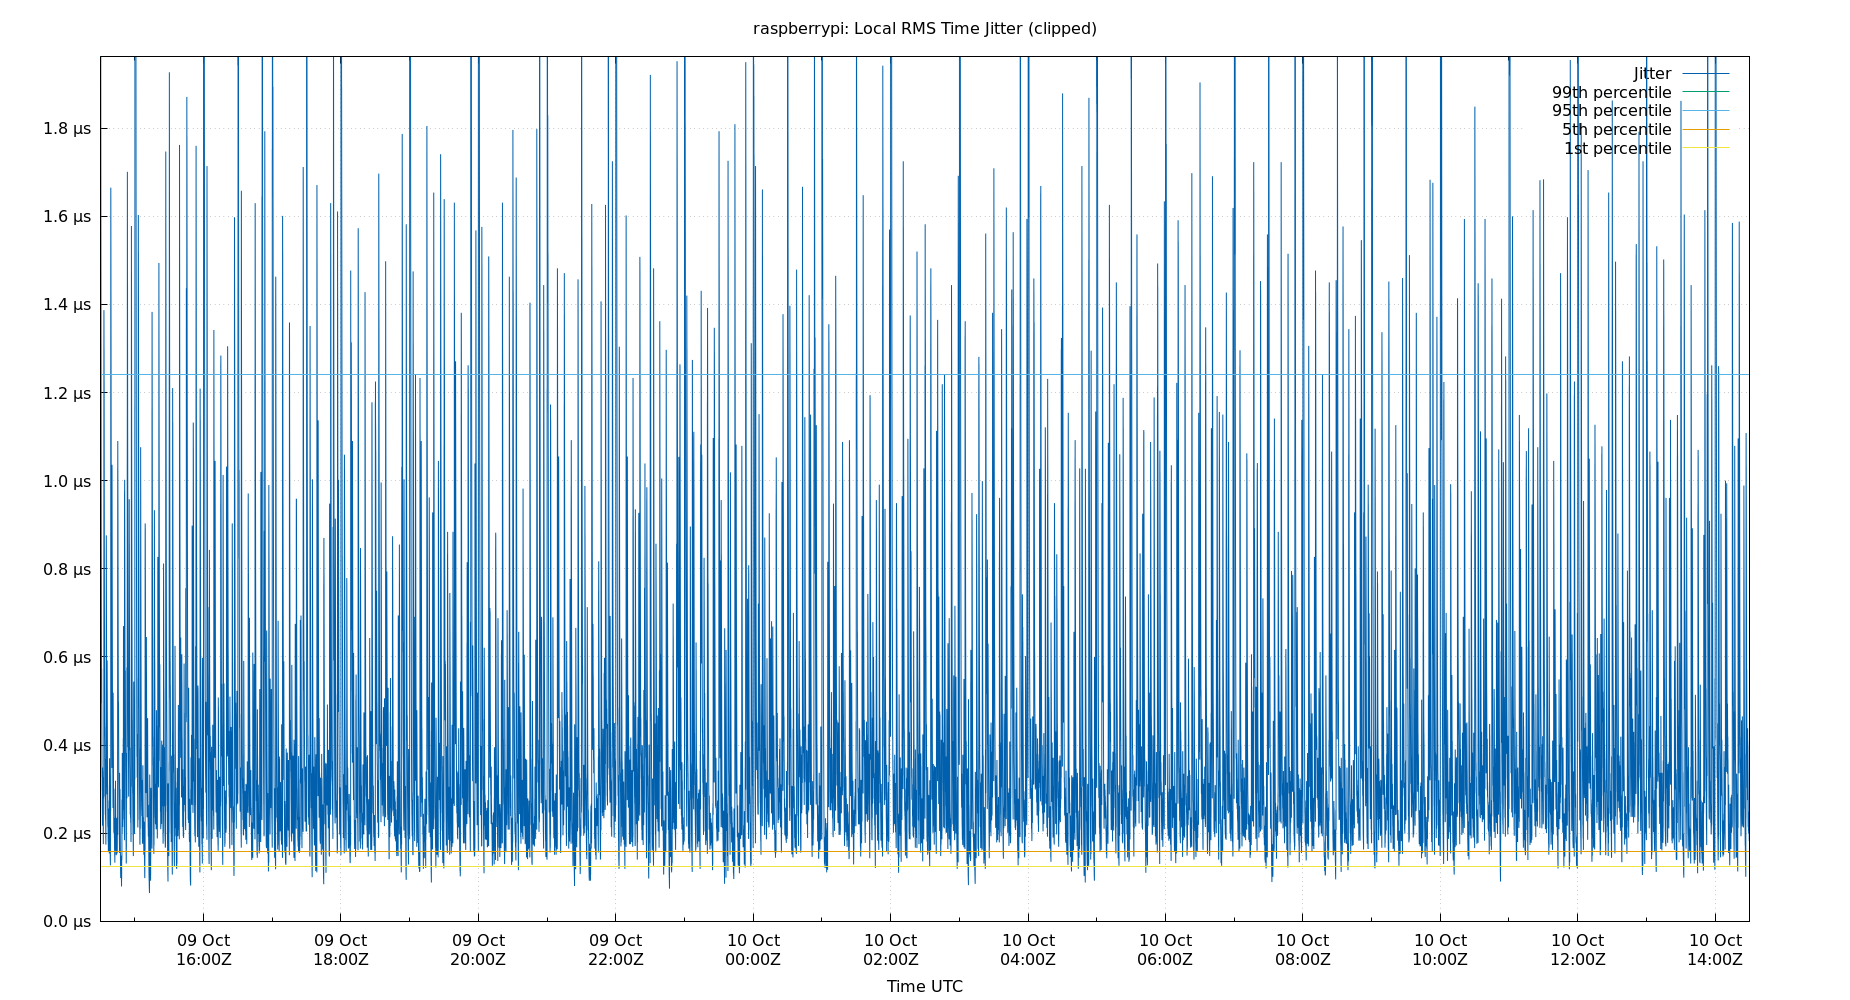 raspberrypi: Local RMS Time Jitter (clipped)
Jitter
99th percentile
95th percentile
5th percentile
1st percentile
1.8 µs
1.6 µs
1.4 µs
1.2 µs
1.0 µs
0.8 µs
0.6 µs
0.4 µs
0.2 µs
0.0 µs
09 Oct 09 Oct 09 Oct 09 Oct 10 Oct 10 Oct 10 Oct 10 Oct 10 Oct 10 Oct 10 Oct 10 Oct
16:00Z 18:00Z 20:00Z 22:00Z 00:00Z 02:00Z 04:00Z 06:00Z 08:00Z 10:00Z 12:00Z 14:00Z
Time UTC